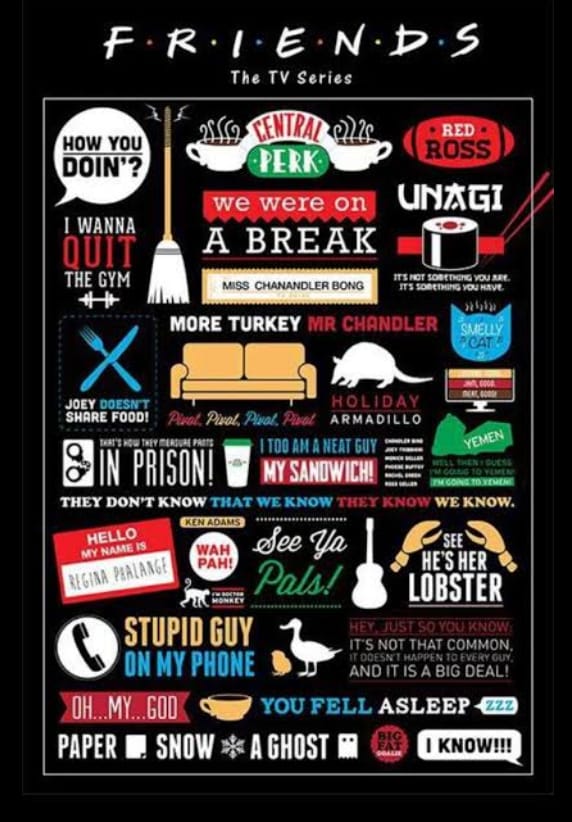 F·R·I·E·N·D·S
The TV Series
HOW YOU
DOIN'?
CENTRAL
PERK
RED
ROSS
we were on
A BREAK
UNAGI
IT'S NOT SOMETHING YOU ARE.
IT'S SOMETHING YOU HAVE.
I WANNA
QUIT
THE GYM
MISS CHANANDLER BONG
MORE TURKEY MR CHANDLER
SMELLY
CAT
JOEY DOESN'T
SHARE FOOD!
Pivot, Pivot, Pivot, Pivot
HOLIDAY
ARMADILLO
JAM, GOOD.
MEAT, GOOD!
YEMEN
WELL THEN I GUESS
I'M GOING TO YEMEN!
I'M GOING TO YEMEN!
THAT'S HOW THEY MEASURE PANTS
IN PRISON!
I TOO AM A NEAT GUY
MY SANDWICH!
CHANDLER BING
JOEY TRIBBIANI
MONICA GELLER
PHOEBE BUFFAY
RACHEL GREEN
ROSS GELLER
THEY DON'T KNOW THAT WE KNOW THEY KNOW WE KNOW.
HELLO
MY NAME IS
REGINA PHALANGE
KEN ADAMS
WAH
PAH!
I'M DOCTOR
MONKEY
See Ya
Pals!
SEE
HE'S HER
LOBSTER
STUPID GUY
ON MY PHONE
HEY, JUST SO YOU KNOW:
IT'S NOT THAT COMMON,
IT DOESN'T HAPPEN TO EVERY GUY,
AND IT IS A BIG DEAL!
OH...MY...GOD
YOU FELL ASLEEP ZZZ
PAPER SNOW A GHOST
BIG
FAT
GOALIE
I KNOW!!!